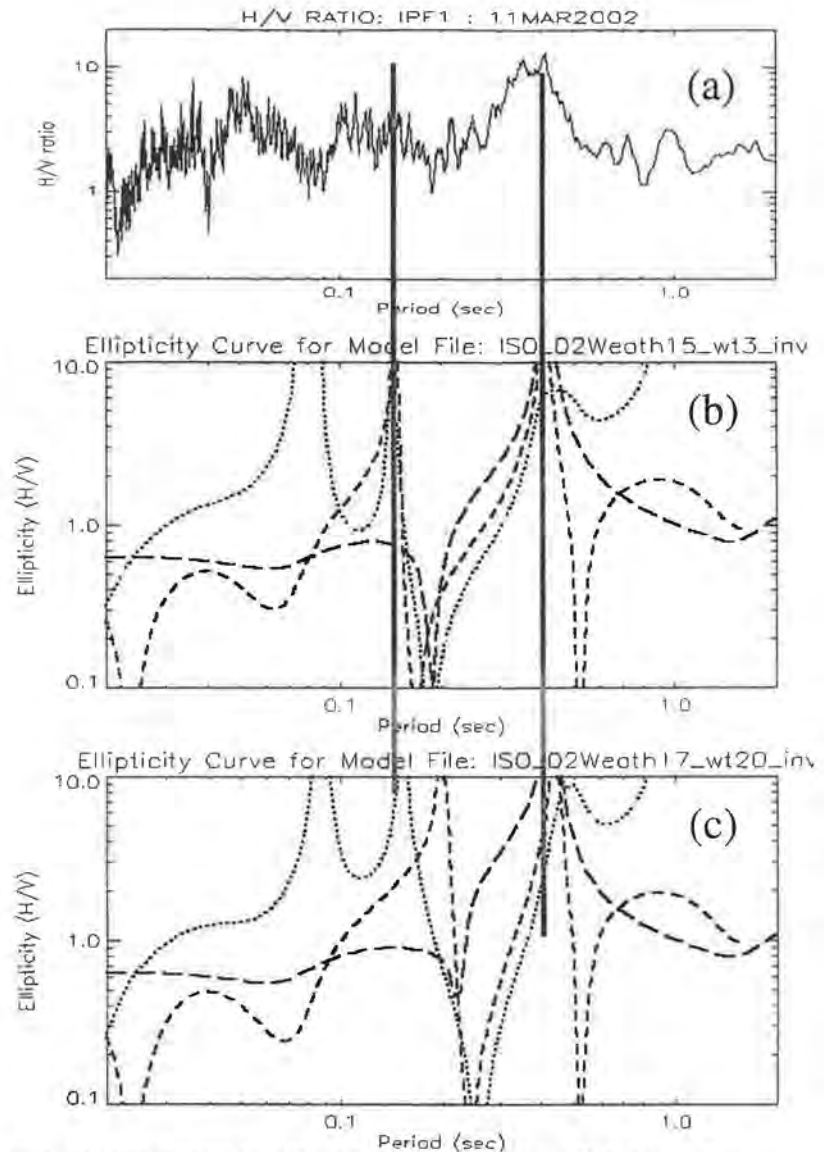 H/V RATIO: IPF1 : 11MAR2002
10
1
H/V ratio
(a)
0.1
1.0
Period (sec)
Ellipticity Curve for Model File: ISO_02Weath15_wt3_inv
10.0
1.0
0.1
Ellipticity (H/V)
(b)
0.1
1.0
Period (sec)
Ellipticity Curve for Model File: ISO_02Weath17_wt20_inv
10.0
1.0
0.1
Ellipticity (H/V)
(c)
0.1
1.0
Period (sec)